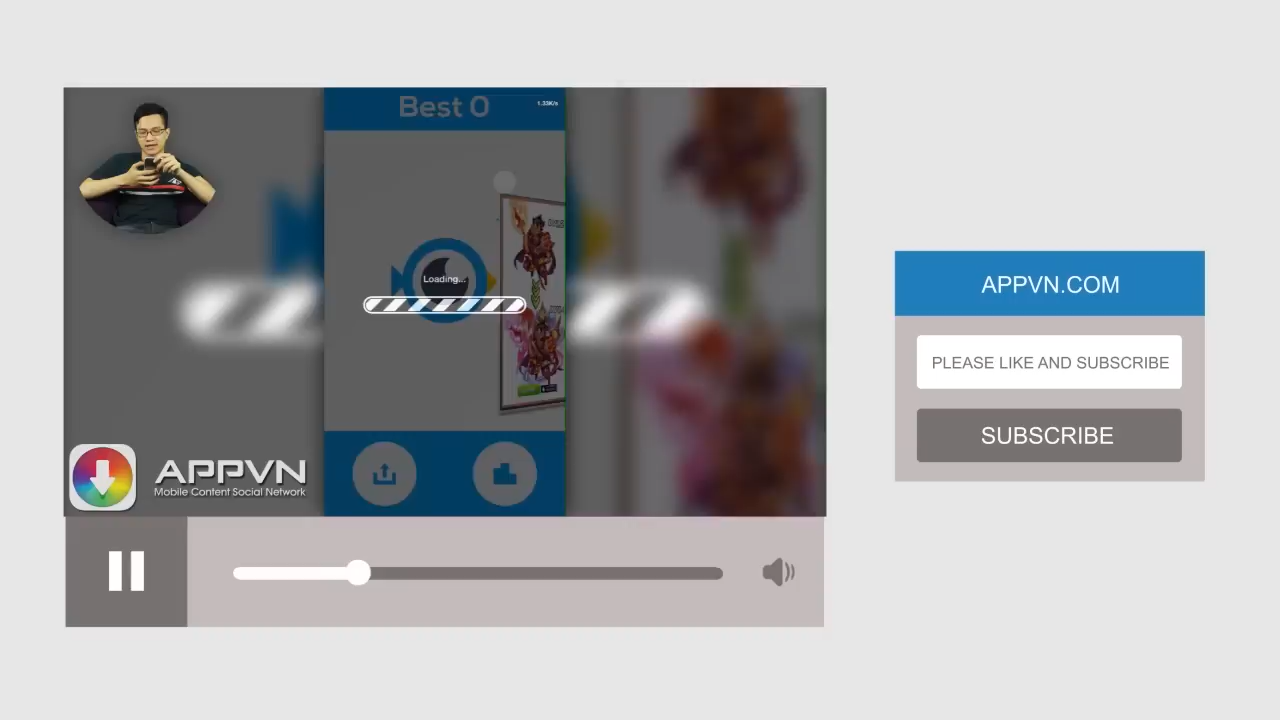 Best 0
1.33K/s
Loading...
APPVN
Mobile Content Social Network
APPVN.COM
PLEASE LIKE AND SUBSCRIBE
SUBSCRIBE